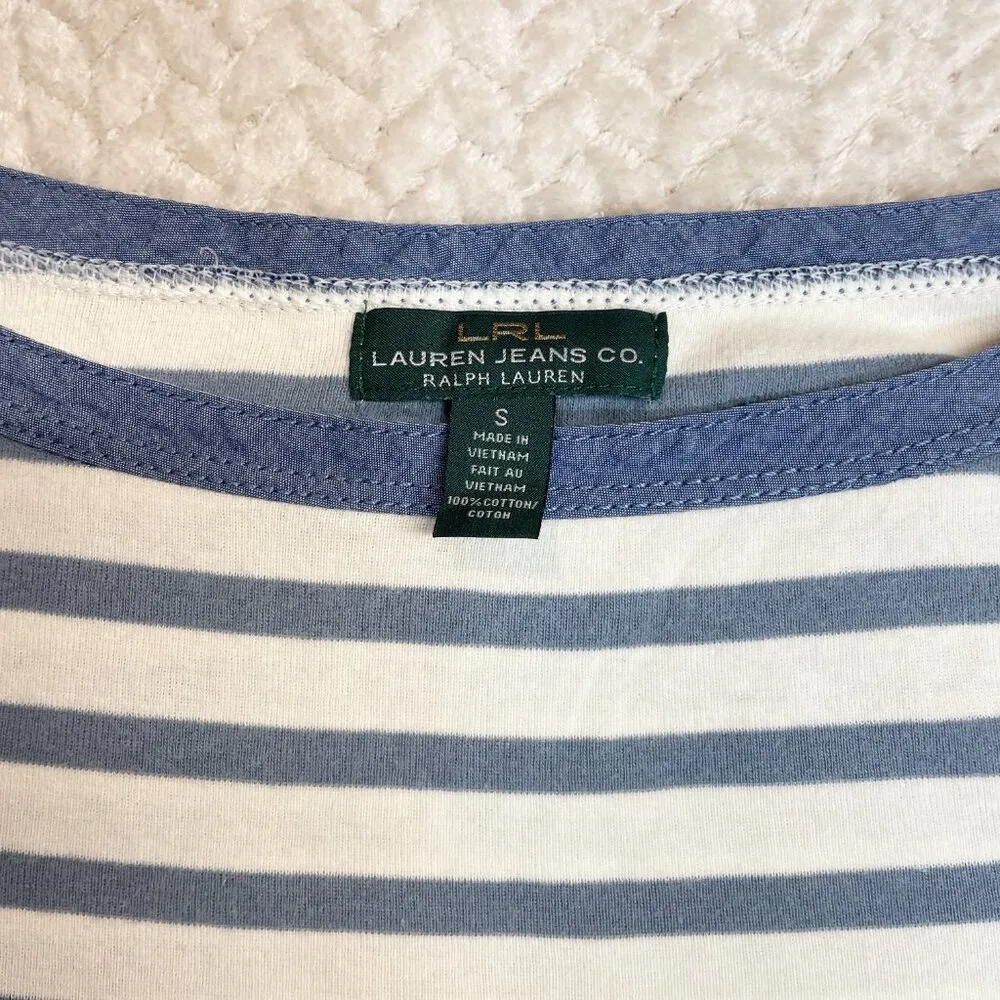 LRL
LAUREN JEANS CO.
RALPH LAUREN
S
MADE IN
VIETNAM
FAIT AU
VIETNAM
100% COTTON/
COTON